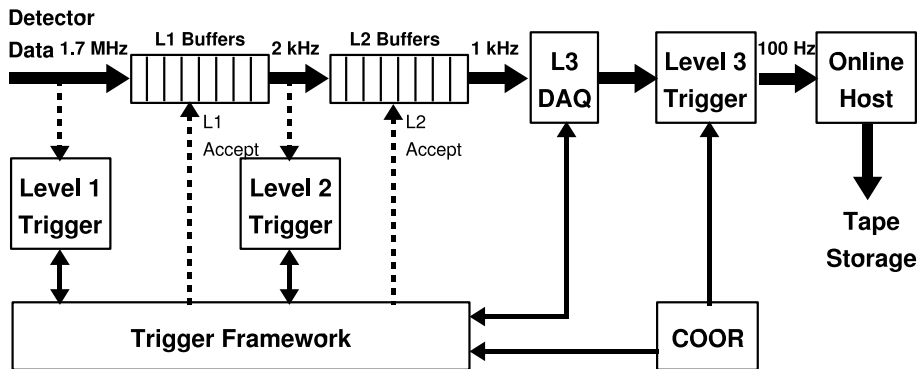 Detector
Data 1.7 MHz
L1 Buffers
2 kHz
L2 Buffers
1 kHz
L3
DAQ
Level 3
Trigger
100 Hz
Online
Host
L1
Accept
L2
Accept
Level 1
Trigger
Level 2
Trigger
Tape
Storage
Trigger Framework
COOR